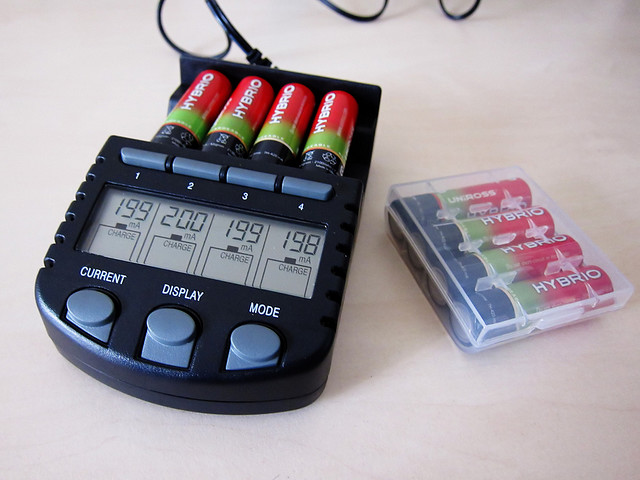 HYBRIO
HYBRIO
HYBRIO
HYBRIO
1 2 3 4
199 200 199 198
mA mA mA mA
CHARGE CHARGE CHARGE CHARGE
CURRENT DISPLAY MODE
UNiROSS
HYBRIO
HYBRIO
HYBRIO